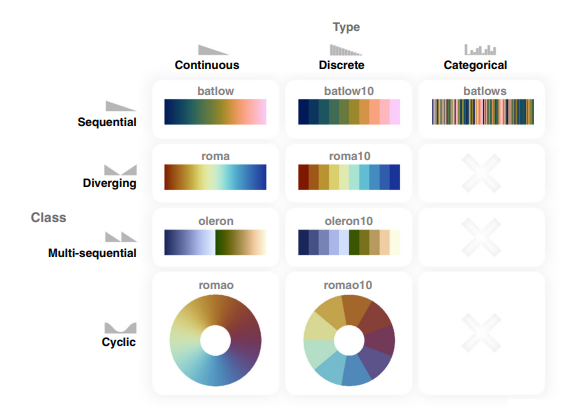 Type
Continuous
Discrete
Categorical
batlow
batlow10
batlows
Sequential
roma
roma10
Diverging
Class
oleron
oleron10
Multi-sequential
romao
romao10
Cyclic